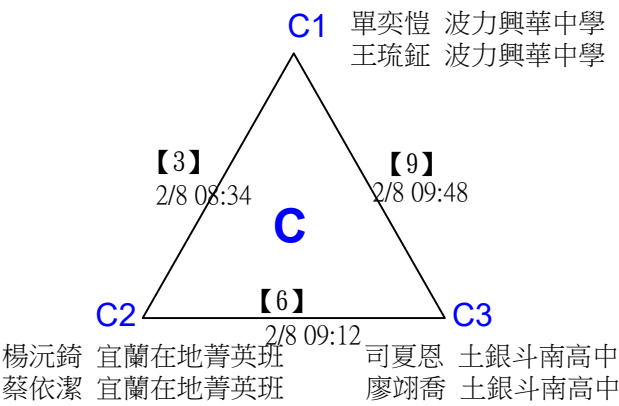 C1 單奕愷 波力興華中學
王琉鉦 波力興華中學
【3】 【9】
2/8 08:34 2/8 09:48
C
C2 【6】 C3
2/8 09:12
楊沅錡 宜蘭在地菁英班 司夏恩 土銀斗南高中
蔡依潔 宜蘭在地菁英班 廖翊喬 土銀斗南高中